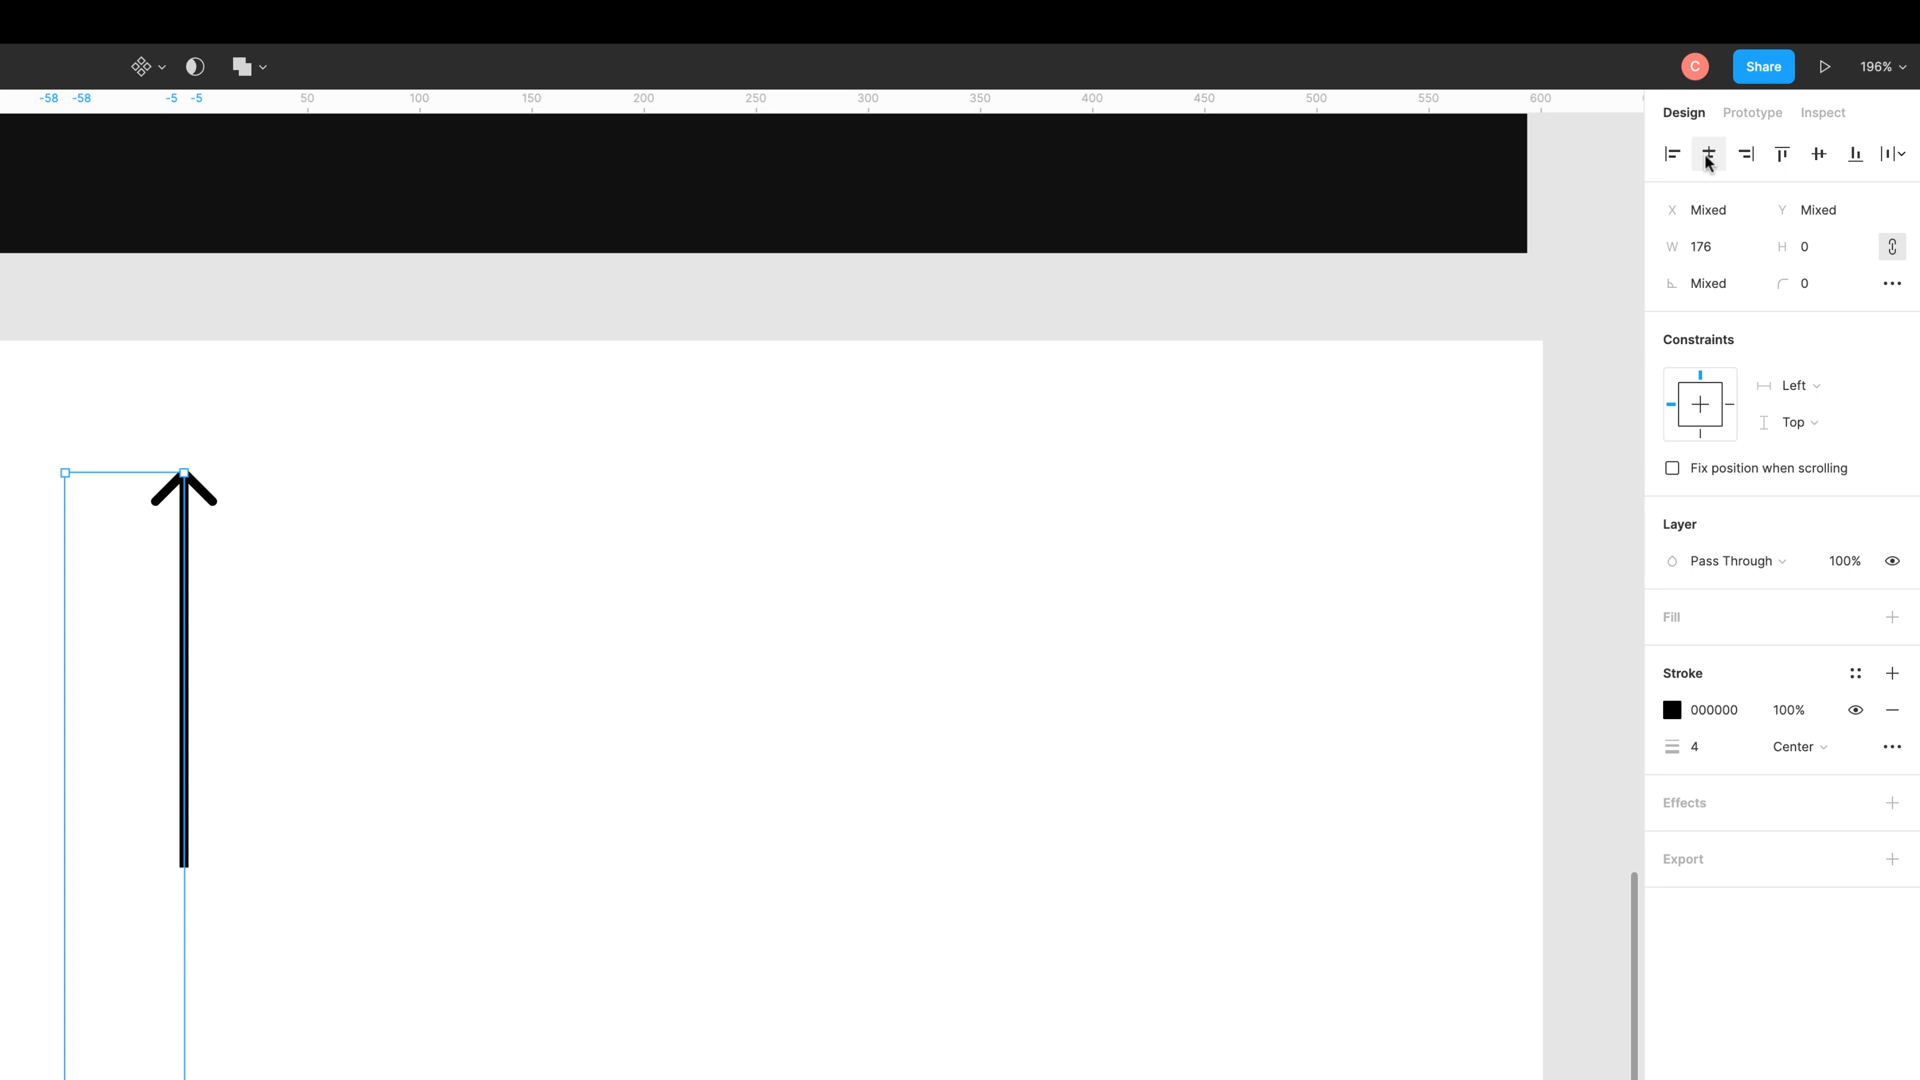 C
Share
196%
-58 -58 -5 -5 50 100 150 200 250 300 350 400 450 500 550 600
Design Prototype Inspect
X Mixed Y Mixed
W 176 H 0
Mixed 0
Constraints
Left
Top
Fix position when scrolling
Layer
Pass Through 100%
Fill
Stroke
000000 100%
4 Center
Effects
Export